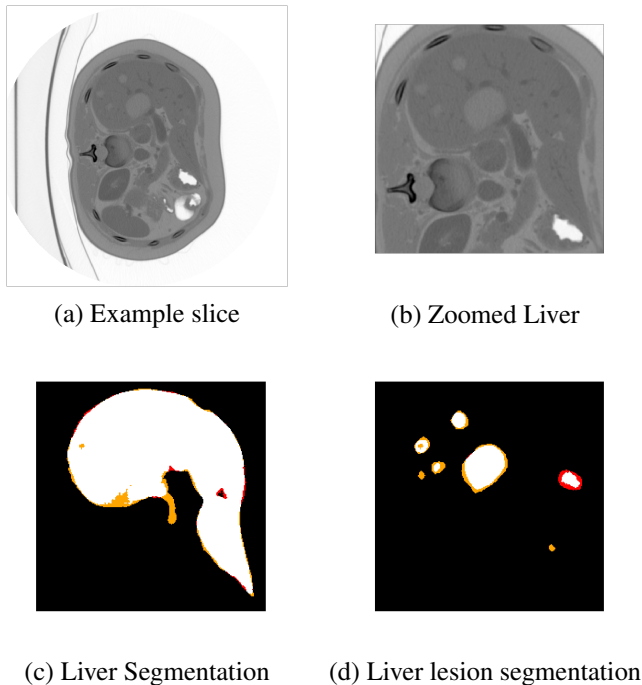 (a) Example slice
(b) Zoomed Liver
(c) Liver Segmentation
(d) Liver lesion segmentation